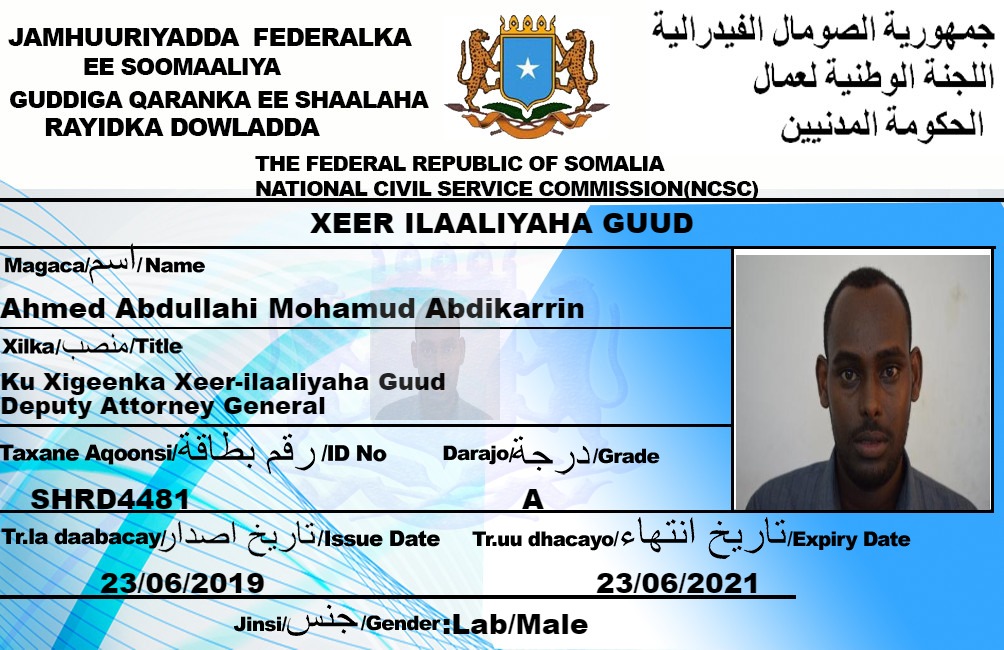 JAMHUURIYADDA FEDERALKA
EE SOOMAALIYA
GUDDIGA QARANKA EE SHAALAHA
RAYIDKA DOWLADDA
جمهورية الصومال الفيدرالية
اللجنة الوطنية لعمال
الحكومة المدنيين
THE FEDERAL REPUBLIC OF SOMALIA
NATIONAL CIVIL SERVICE COMMISSION(NCSC)
XEER ILAALIYAHA GUUD
Magaca/أسم/Name
Ahmed Abdullahi Mohamud Abdikarrin
Xilka/منصب/Title
Ku Xigeenka Xeer-ilaaliyaha Guud
Deputy Attorney General
Taxane Aqoonsi/رقم بطاقة/ID No
Darajo/درجة/Grade
SHRD4481
A
Tr.la daabacay/تاريخ اصدار/Issue Date
Tr.uu dhacayo/تاريخ انتهاء/Expiry Date
23/06/2019
23/06/2021
Jinsi/جنس/Gender:Lab/Male